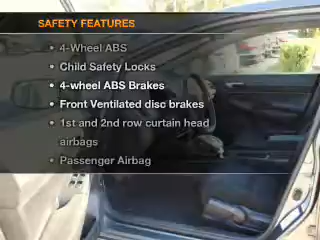 SAFETY FEATURES
• 4-Wheel ABS
• Child Safety Locks
• 4-wheel ABS Brakes
• Front Ventilated disc brakes
• 1st and 2nd row curtain head
airbags
• Passenger Airbag